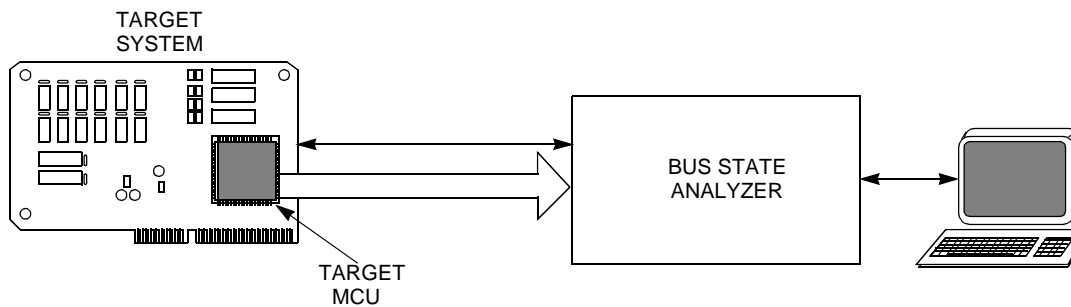 TARGET
SYSTEM
BUS STATE
ANALYZER
TARGET
MCU